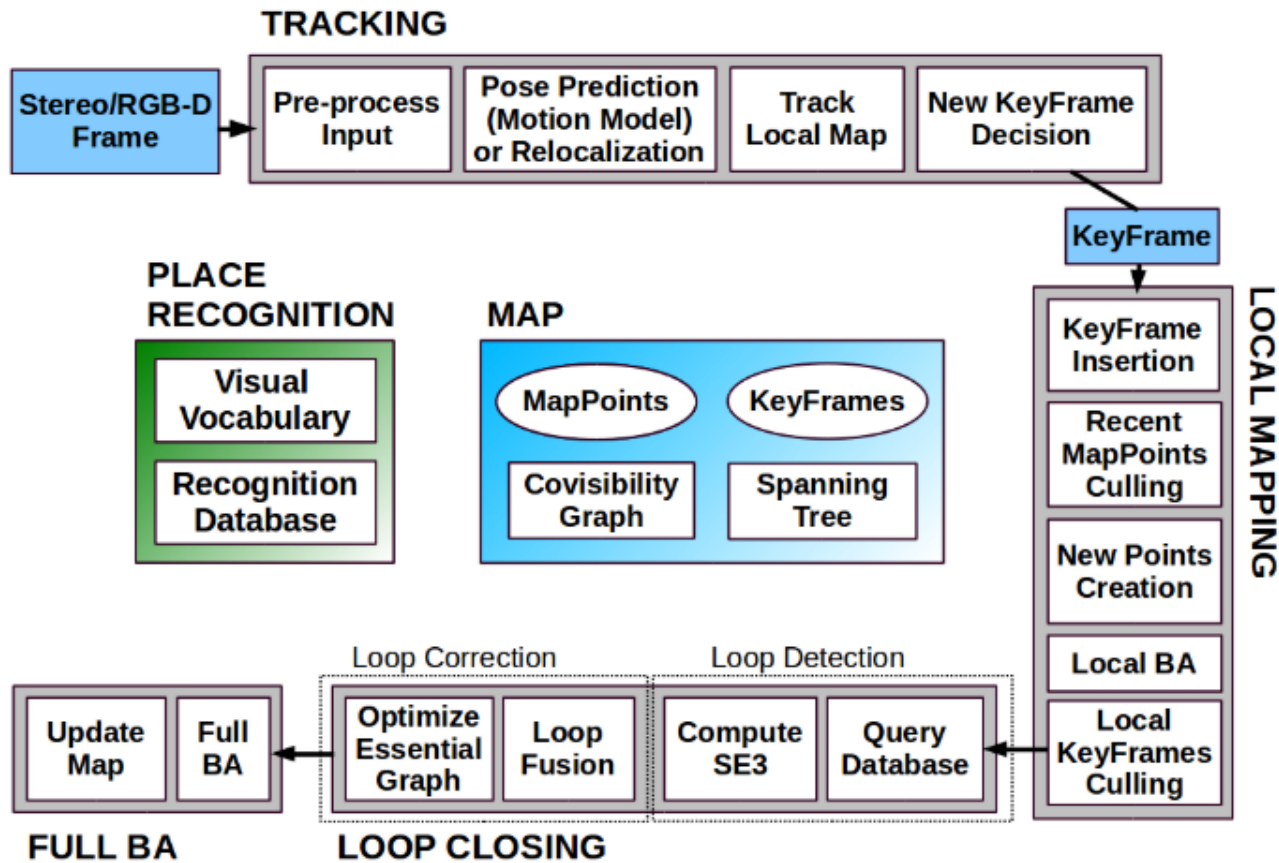 TRACKING
Stereo/RGB-D
Frame
Pre-process
Input
Pose Prediction
(Motion Model)
or Relocalization
Track
Local Map
New KeyFrame
Decision
KeyFrame
PLACE
RECOGNITION
Visual
Vocabulary
Recognition
Database
MAP
MapPoints
KeyFrames
Covisibility
Graph
Spanning
Tree
LOCAL MAPPING
KeyFrame
Insertion
Recent
MapPoints
Culling
New Points
Creation
Local BA
Local
KeyFrames
Culling
Loop Correction
Loop Detection
Update
Map
Full
BA
Optimize
Essential
Graph
Loop
Fusion
Compute
SE3
Query
Database
FULL BA
LOOP CLOSING